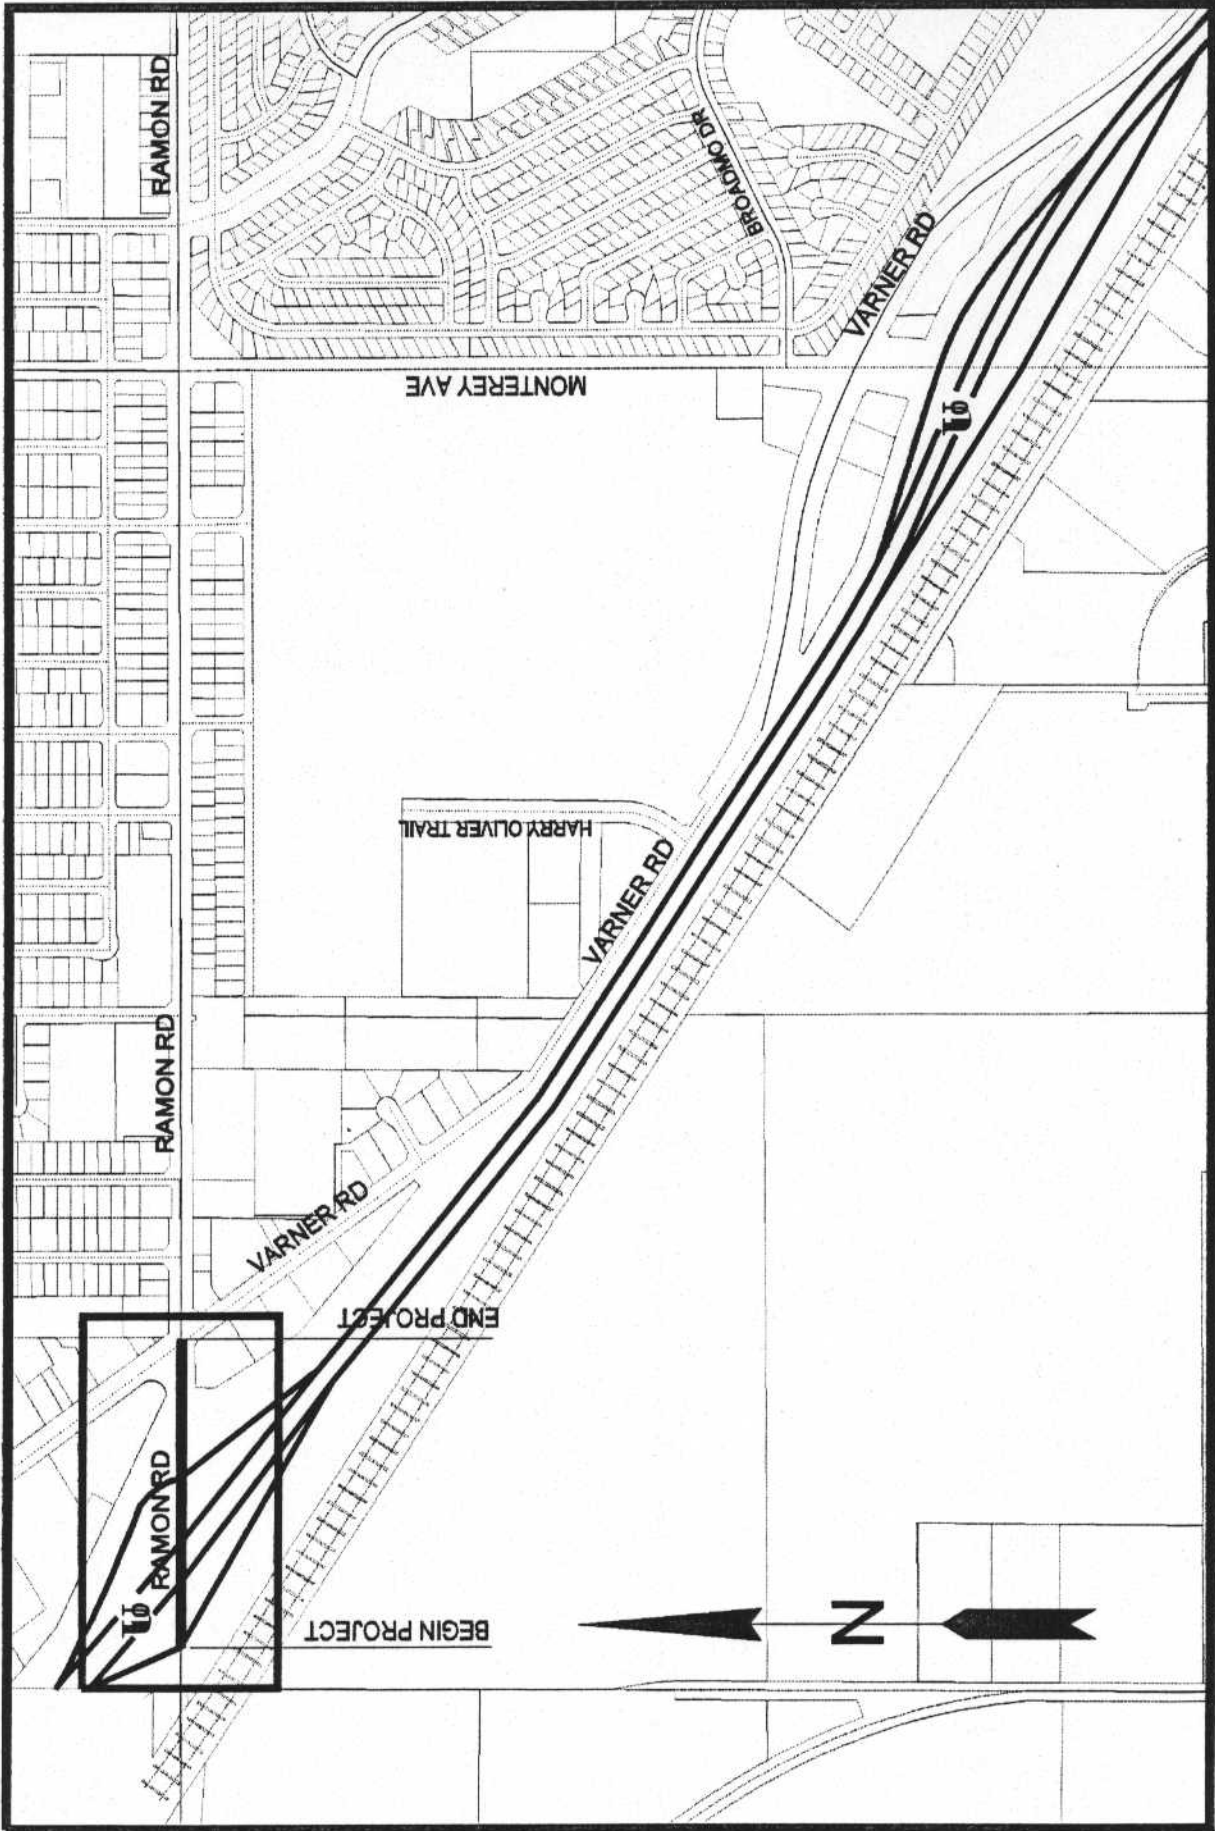 RAMON RD
BROADMO DR
VARNER RD
MONTEREY AVE
10
HARRY OLIVER TRAIL
VARNER RD
RAMON RD
VARNER RD
END PROJECT
RAMON RD
10
BEGIN PROJECT
N